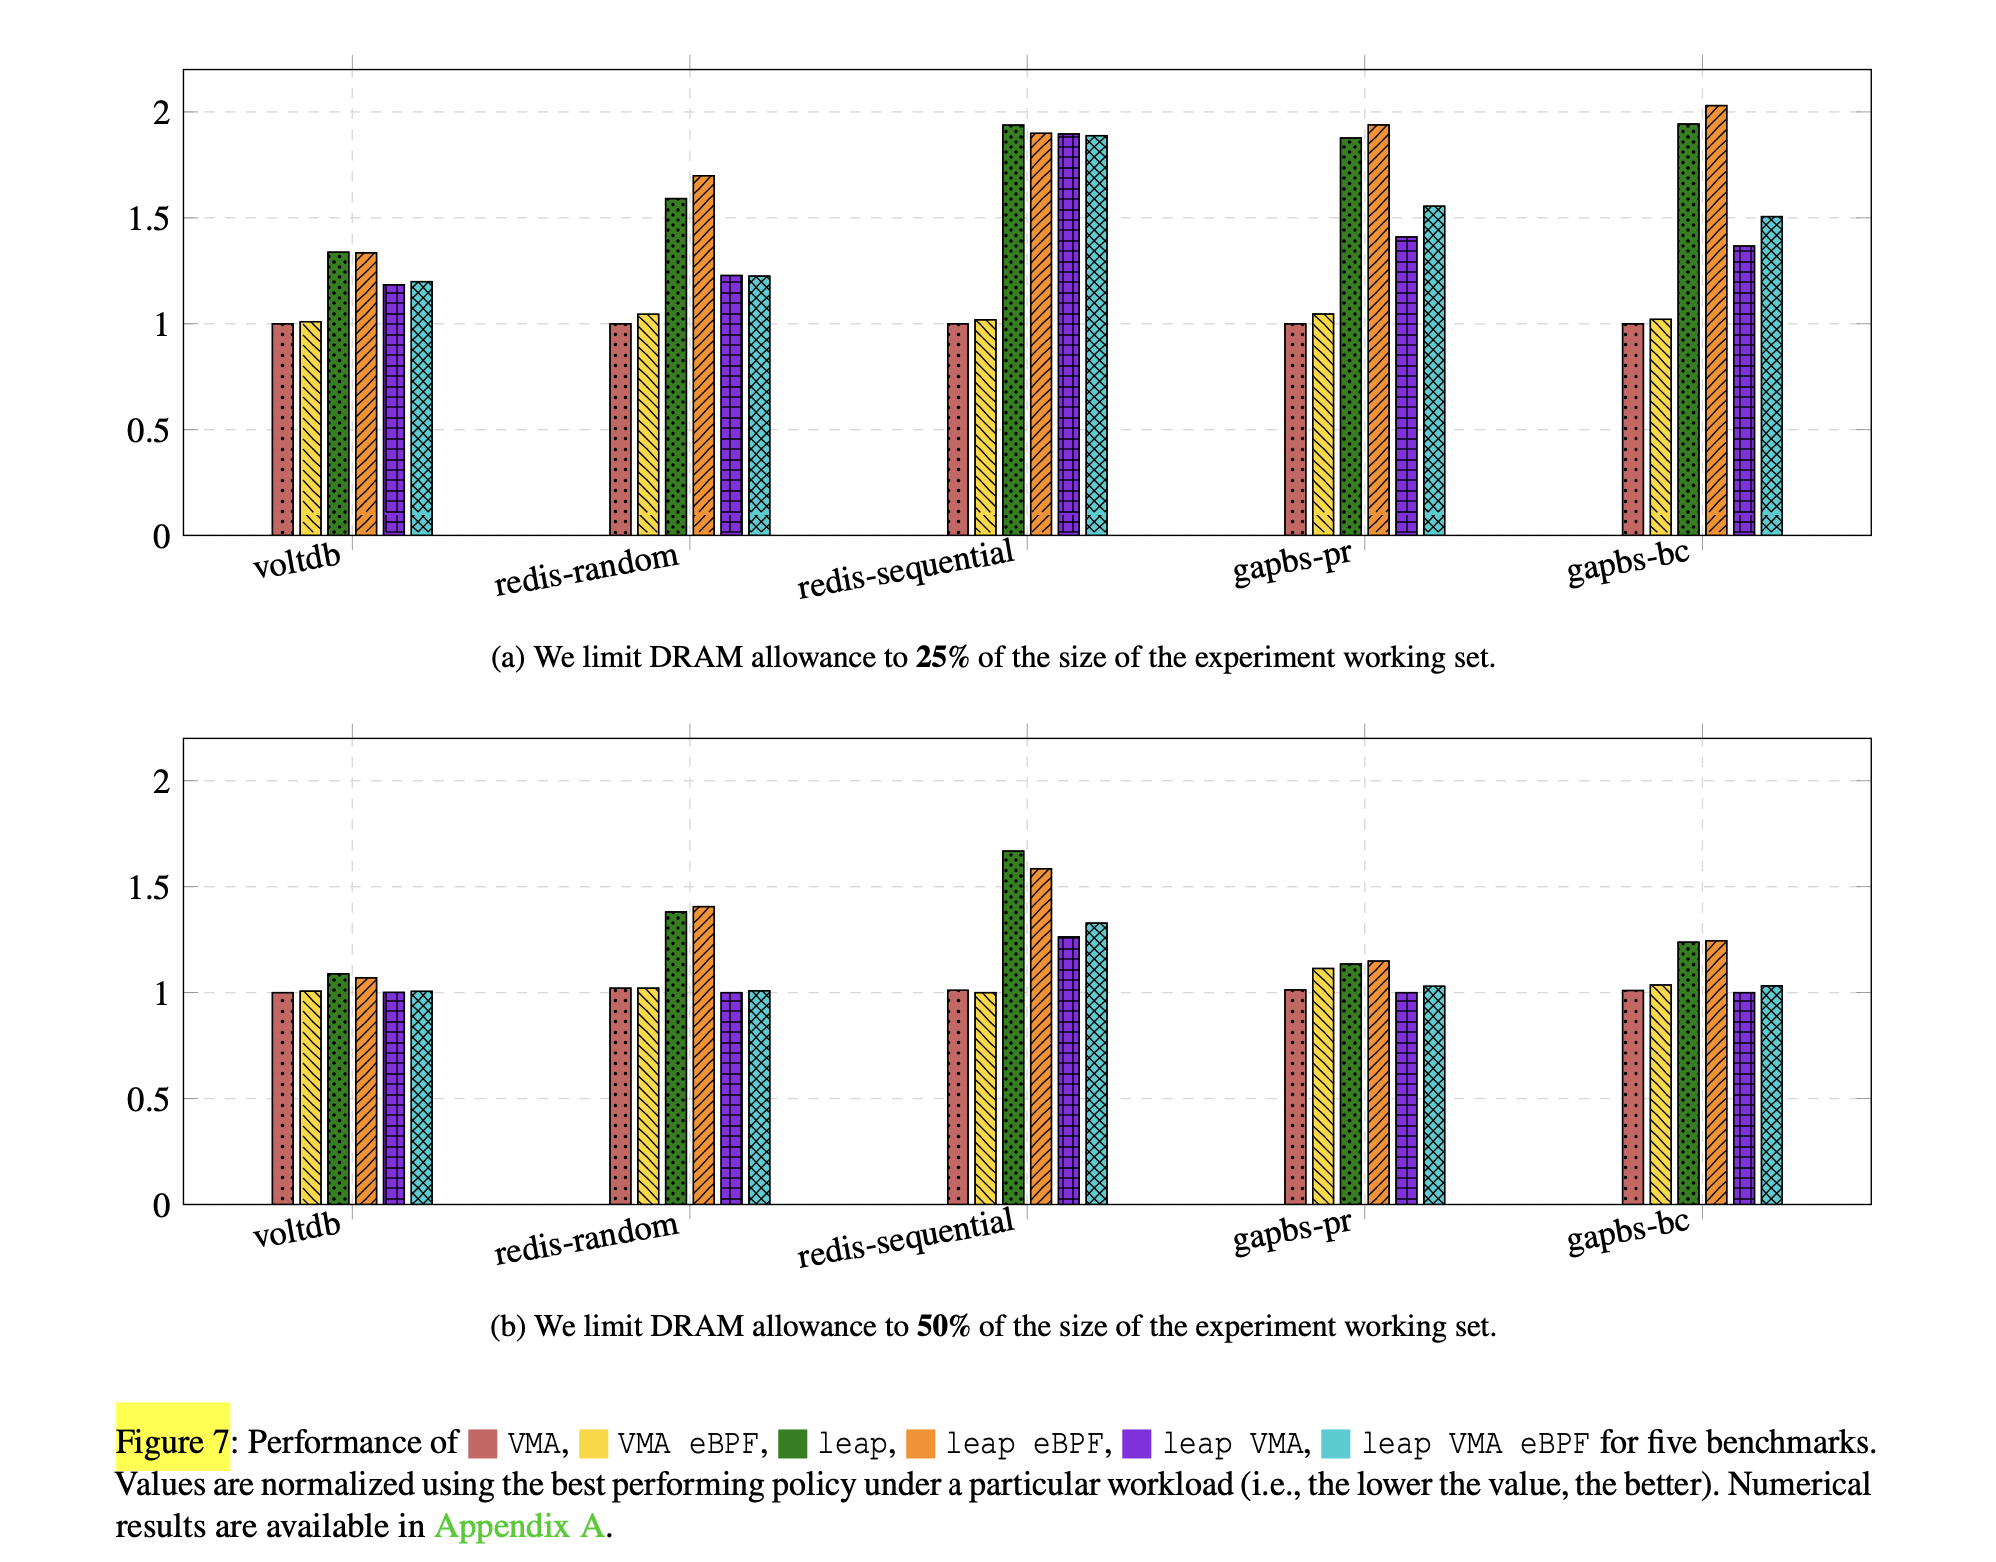 2
1.5
1
0.5
0
voltdb
redis-random
redis-sequential
gapbs-pr
gapbs-bc
(a) We limit DRAM allowance to 25% of the size of the experiment working set.
2
1.5
1
0.5
0
voltdb
redis-random
redis-sequential
gapbs-pr
gapbs-bc
(b) We limit DRAM allowance to 50% of the size of the experiment working set.
Figure 7: Performance of VMA, VMA eBPF, leap, leap eBPF, leap VMA, leap VMA eBPF for five benchmarks.
Values are normalized using the best performing policy under a particular workload (i.e., the lower the value, the better). Numerical
results are available in Appendix A.